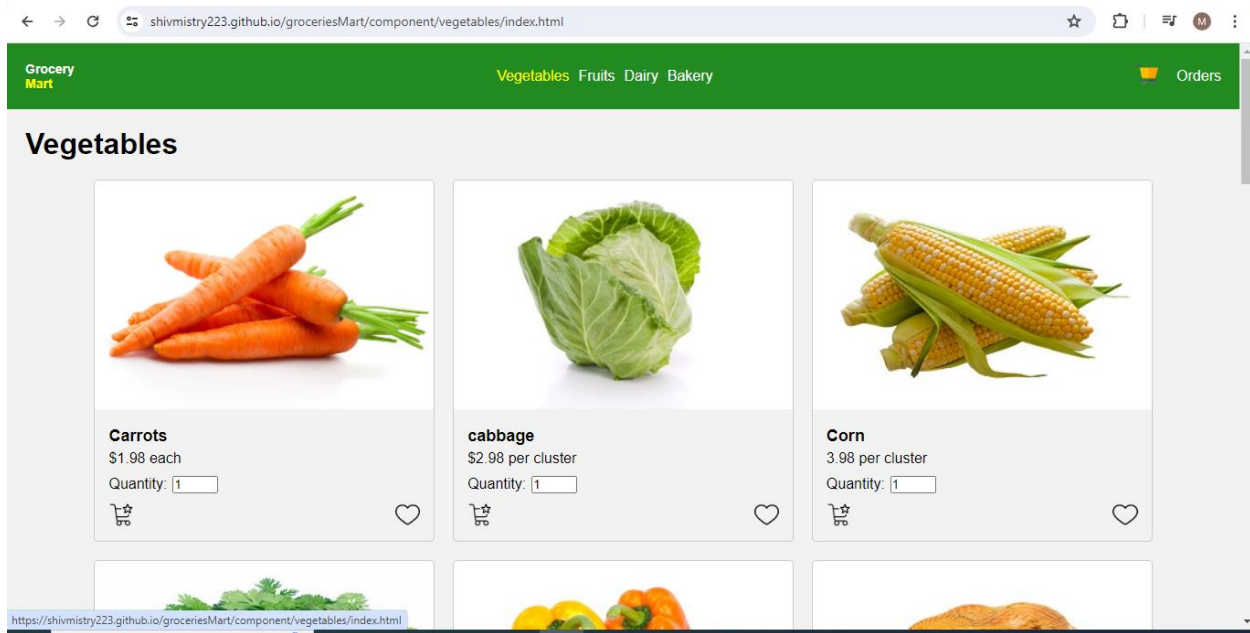 shivmistry223.github.io/groceriesMart/component/vegetables/index.html
M
Grocery
Mart
Vegetables Fruits Dairy Bakery
Orders
Vegetables
Carrots
$1.98 each
Quantity: 1
cabbage
$2.98 per cluster
Quantity: 1
Corn
3.98 per cluster
Quantity: 1
https://shivmistry223.github.io/groceriesMart/component/vegetables/index.html